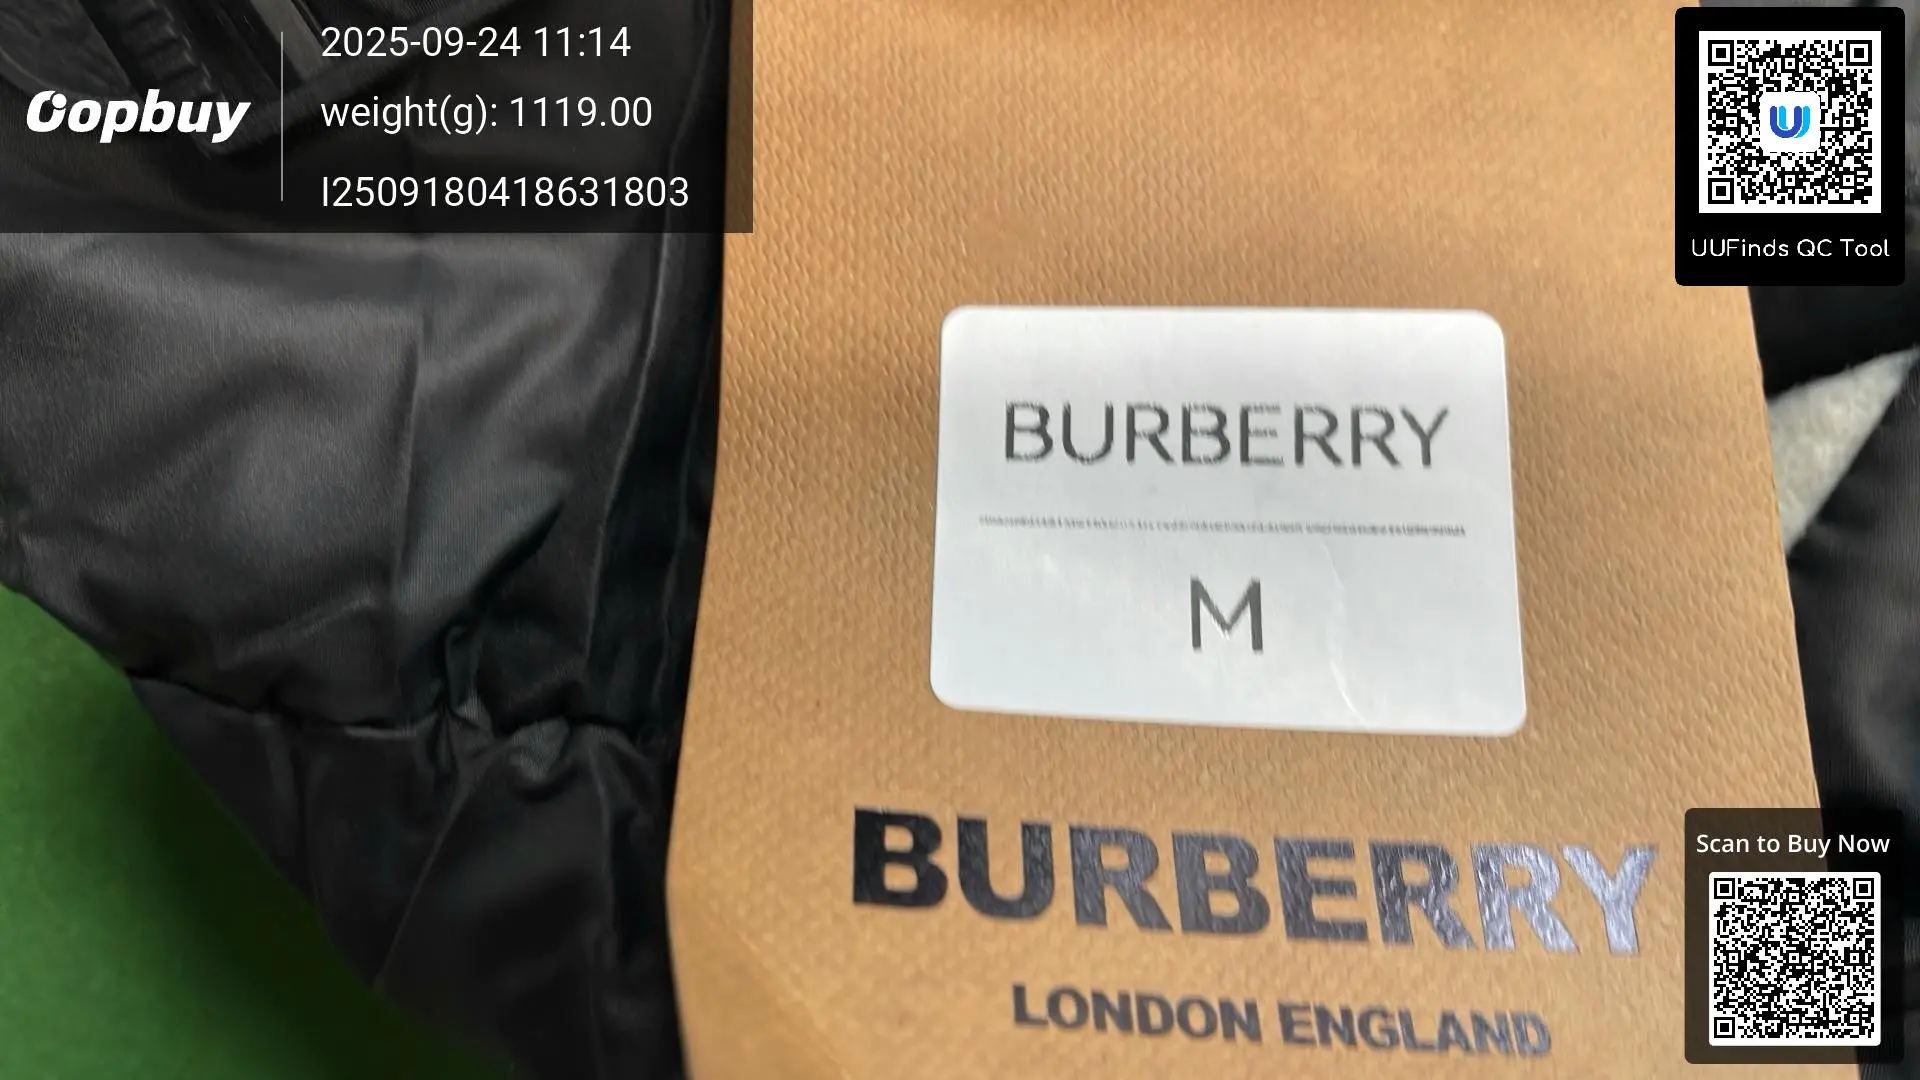 Oopbuy
2025-09-24 11:14
weight(g): 1119.00
I2509180418631803
UUFinds QC Tool
BURBERRY
M
BURBERRY
LONDON ENGLAND
Scan to Buy Now